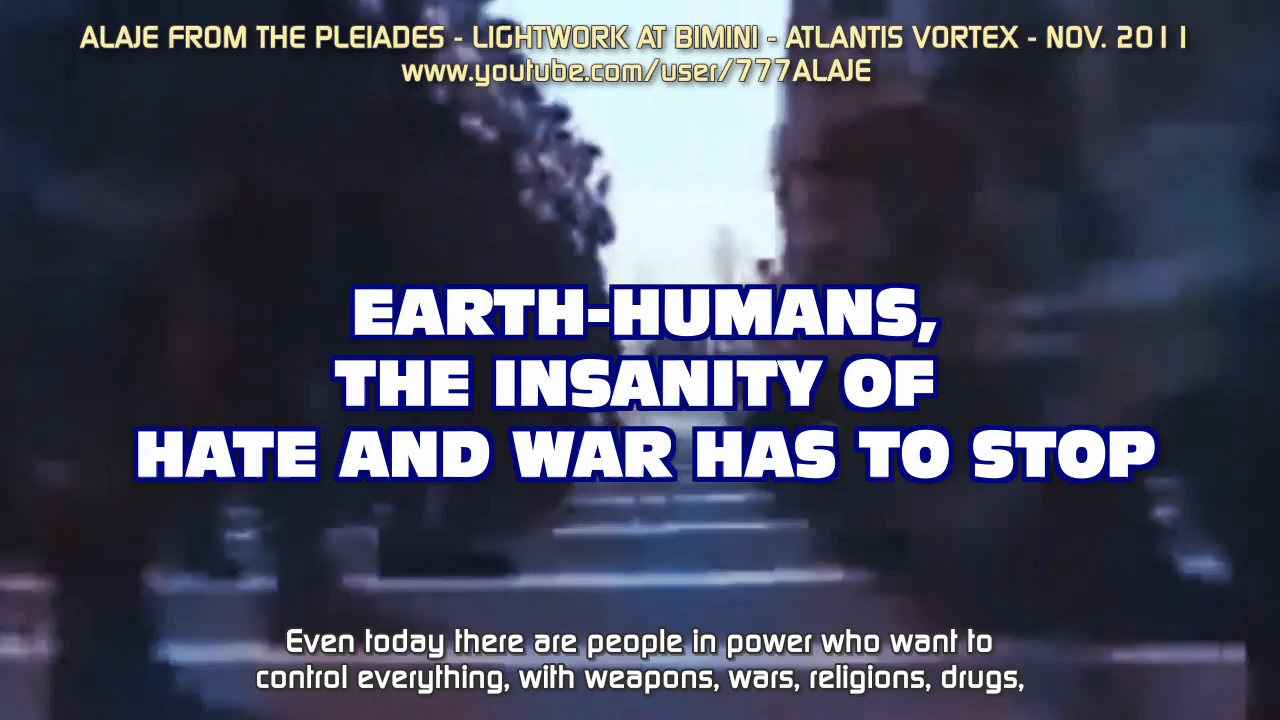 ALAJE FROM THE PLEIADES - LIGHTWORK AT BIMINI - ATLANTIS VORTEX - NOV. 2011
www.youtube.com/user/777ALAJE
EARTH-HUMANS,
THE INSANITY OF
HATE AND WAR HAS TO STOP
Even today there are people in power who want to
control everything, with weapons, wars, religions, drugs,